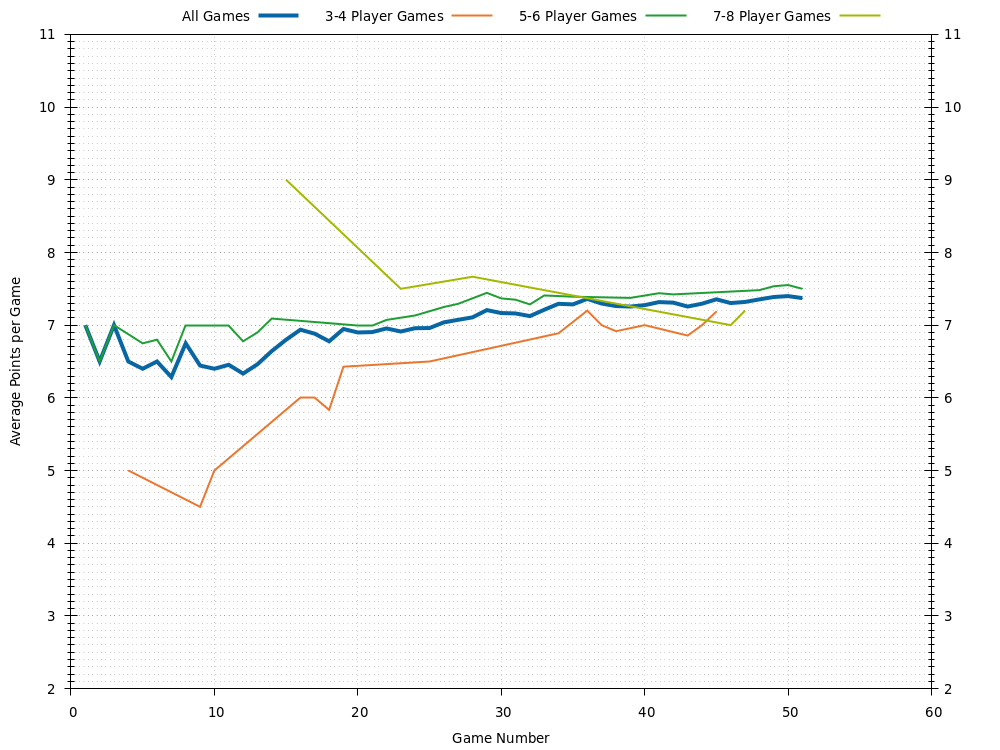 All Games 3-4 Player Games 5-6 Player Games 7-8 Player Games
11 11
10 10
9 9
8 8
7 7
6 6
5 5
4 4
3 3
2 2
0 10 20 30 40 50 60
Average Points per Game
Game Number